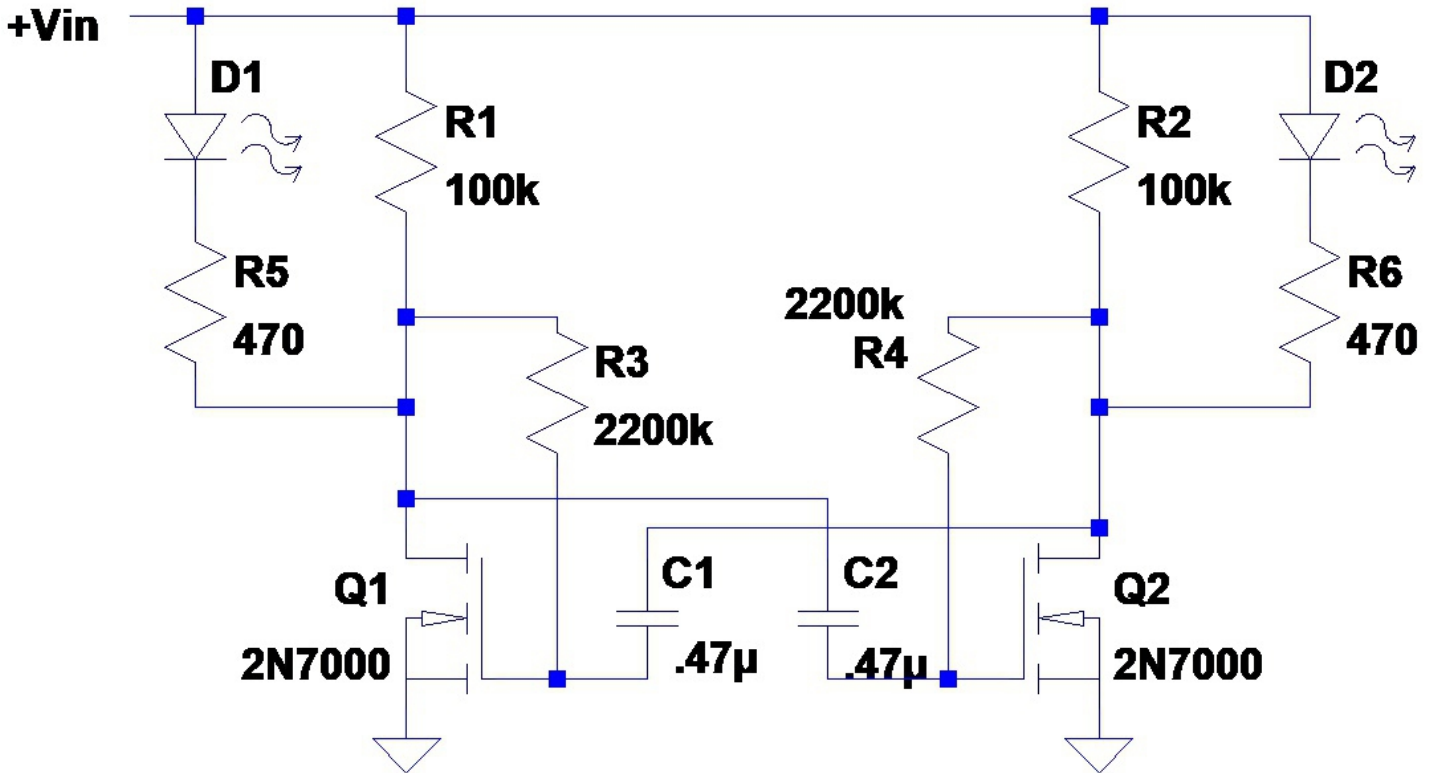 +Vin
D1
D2
R1
100k
R2
100k
R5
470
R6
470
R3
2200k
2200k
R4
Q1
2N7000
C1
.47µ
C2
.47µ
Q2
2N7000